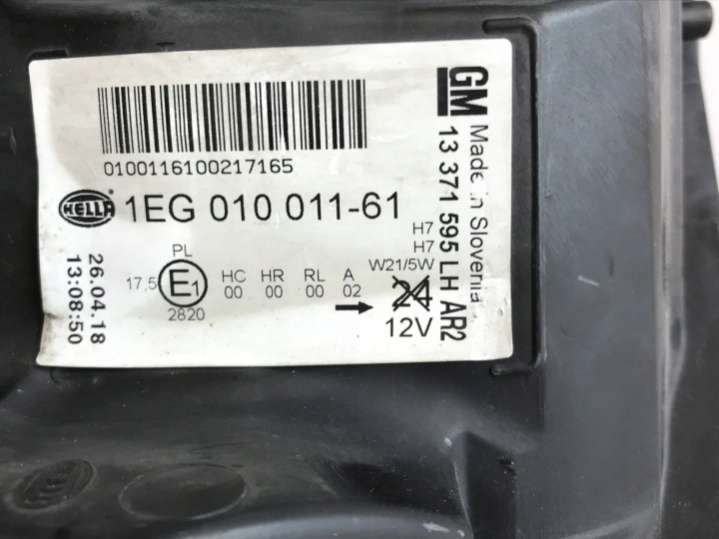 0100116100217165
HELLA
1EG 010 011-61
26.04.18
13:08:50
17,5
PL
E1
2820
HC
00
HR
00
RL
00
A
02
H7
H7
W21/5W
24
12V
GM
13 371 595 LH AR2
Made in Slovenia
HELLA